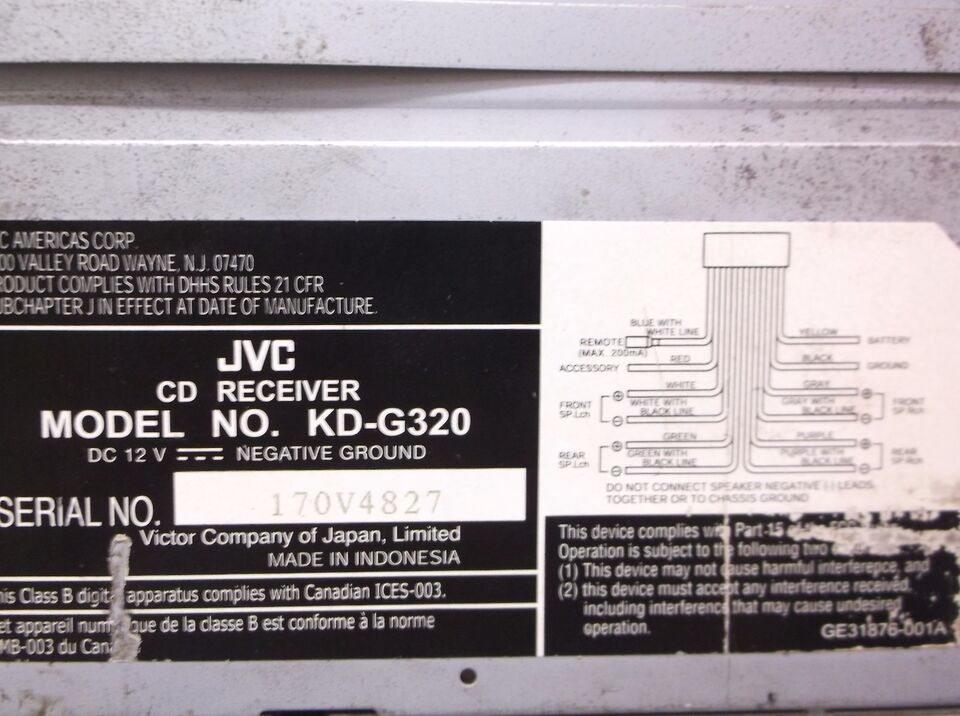 C AMERICAS CORP.
00 VALLEY ROAD WAYNE, N.J. 07470
RODUCT COMPLIES WITH DHHS RULES 21 CFR
UBCHAPTER J IN EFFECT AT DATE OF MANUFACTURE.
JVC
CD RECEIVER
MODEL NO. KD-G320
DC 12 V NEGATIVE GROUND
SERIAL NO. 170V4827
Victor Company of Japan, Limited
MADE IN INDONESIA
his Class B digital apparatus complies with Canadian ICES-003.
et appareil numérique de la classe B est conforme à la norme
MB-003 du Can
BLUE WITH
WHITE LINE
REMOTE
(MAX. 200mA)
RED
ACCESSORY
WHITE
WHITE WITH
BLACK LINE
FRONT
SP.Lch
GREEN
GREEN WITH
BLACK LINE
REAR
SP.Lch
YELLOW
BATTERY
BLACK
GROUND
GRAY
GRAY WITH
BLACK LINE
FRONT
SP.Rch
PURPLE
PURPLE WITH
BLACK LINE
REAR
SP.Rch
DO NOT CONNECT SPEAKER NEGATIVE (-) LEADS
TOGETHER OR TO CHASSIS GROUND
This device complies with Part 15 of the
Operation is subject to the following two
(1) This device may not cause harmful interference, and
(2) this device must accept any interference received,
including interference that may cause undesired
operation.
GE31876-001A